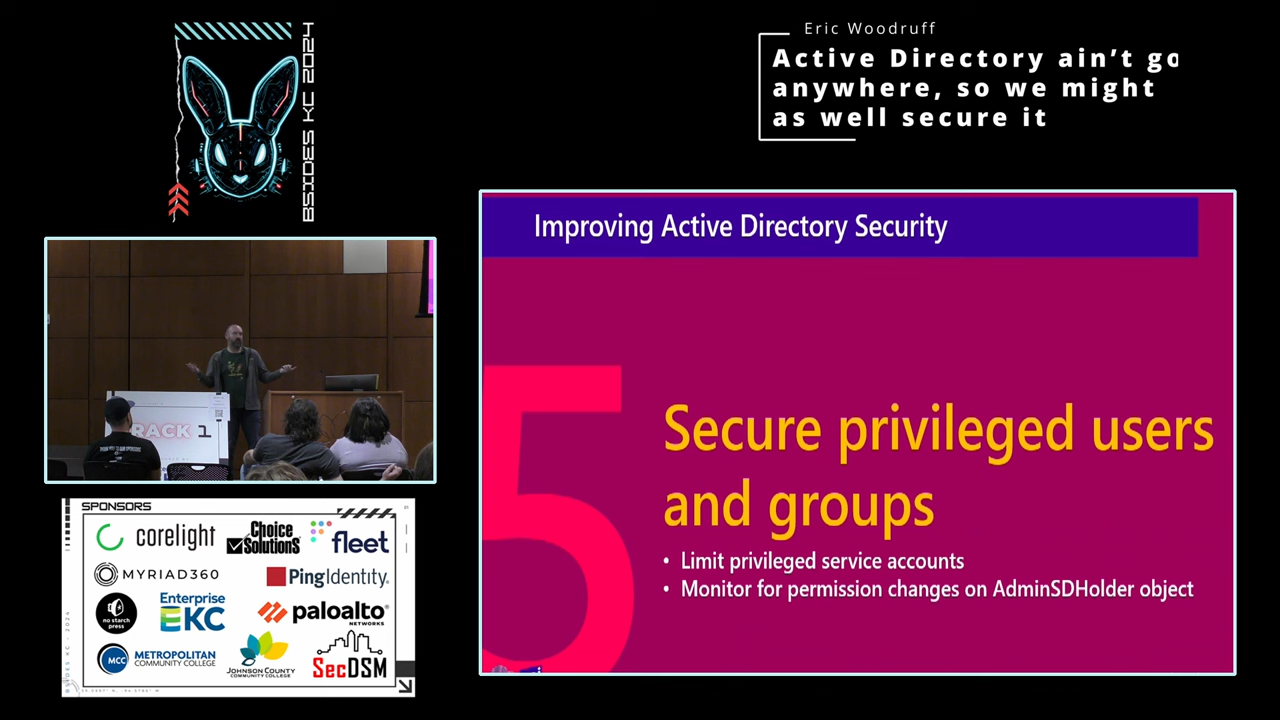 BSIDES KC 2024
Eric Woodruff
Active Directory ain't go
anywhere, so we might
as well secure it
Improving Active Directory Security
5
Secure privileged users
and groups
• Limit privileged service accounts
• Monitor for permission changes on AdminSDHolder object
RACK 1
SPONSORS
corelight
Choice
Solutions
fleet
MYRIAD360
PingIdentity
no starch
press
Enterprise
KC
paloalto
NETWORKS
MCC
METROPOLITAN
COMMUNITY COLLEGE
JOHNSON COUNTY
COMMUNITY COLLEGE
SecDSM